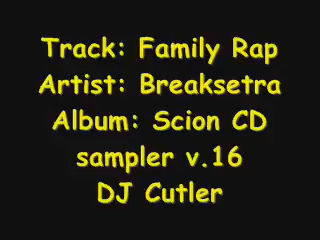 Track: Family Rap
Artist: Breaksetra
Album: Scion CD
sampler v.16
DJ Cutler